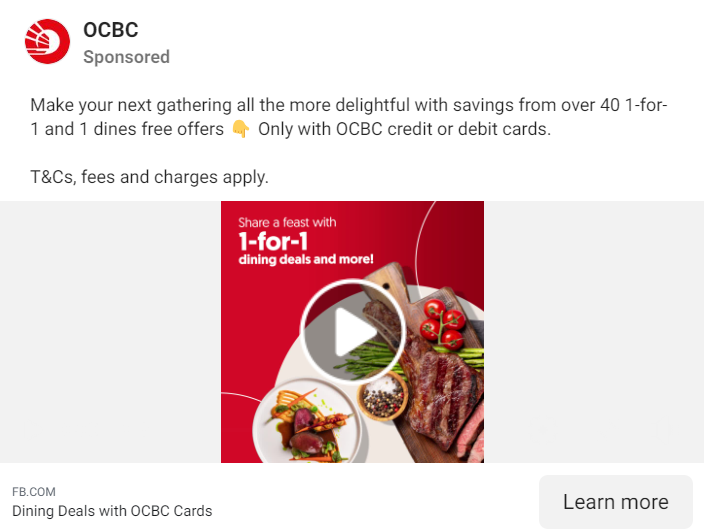 OCBC
Sponsored
Make your next gathering all the more delightful with savings from over 40 1-for-
1 and 1 dines free offers 👇 Only with OCBC credit or debit cards.
T&Cs, fees and charges apply.
Share a feast with
1-for-1
dining deals and more!
FB.COM
Dining Deals with OCBC Cards
Learn more